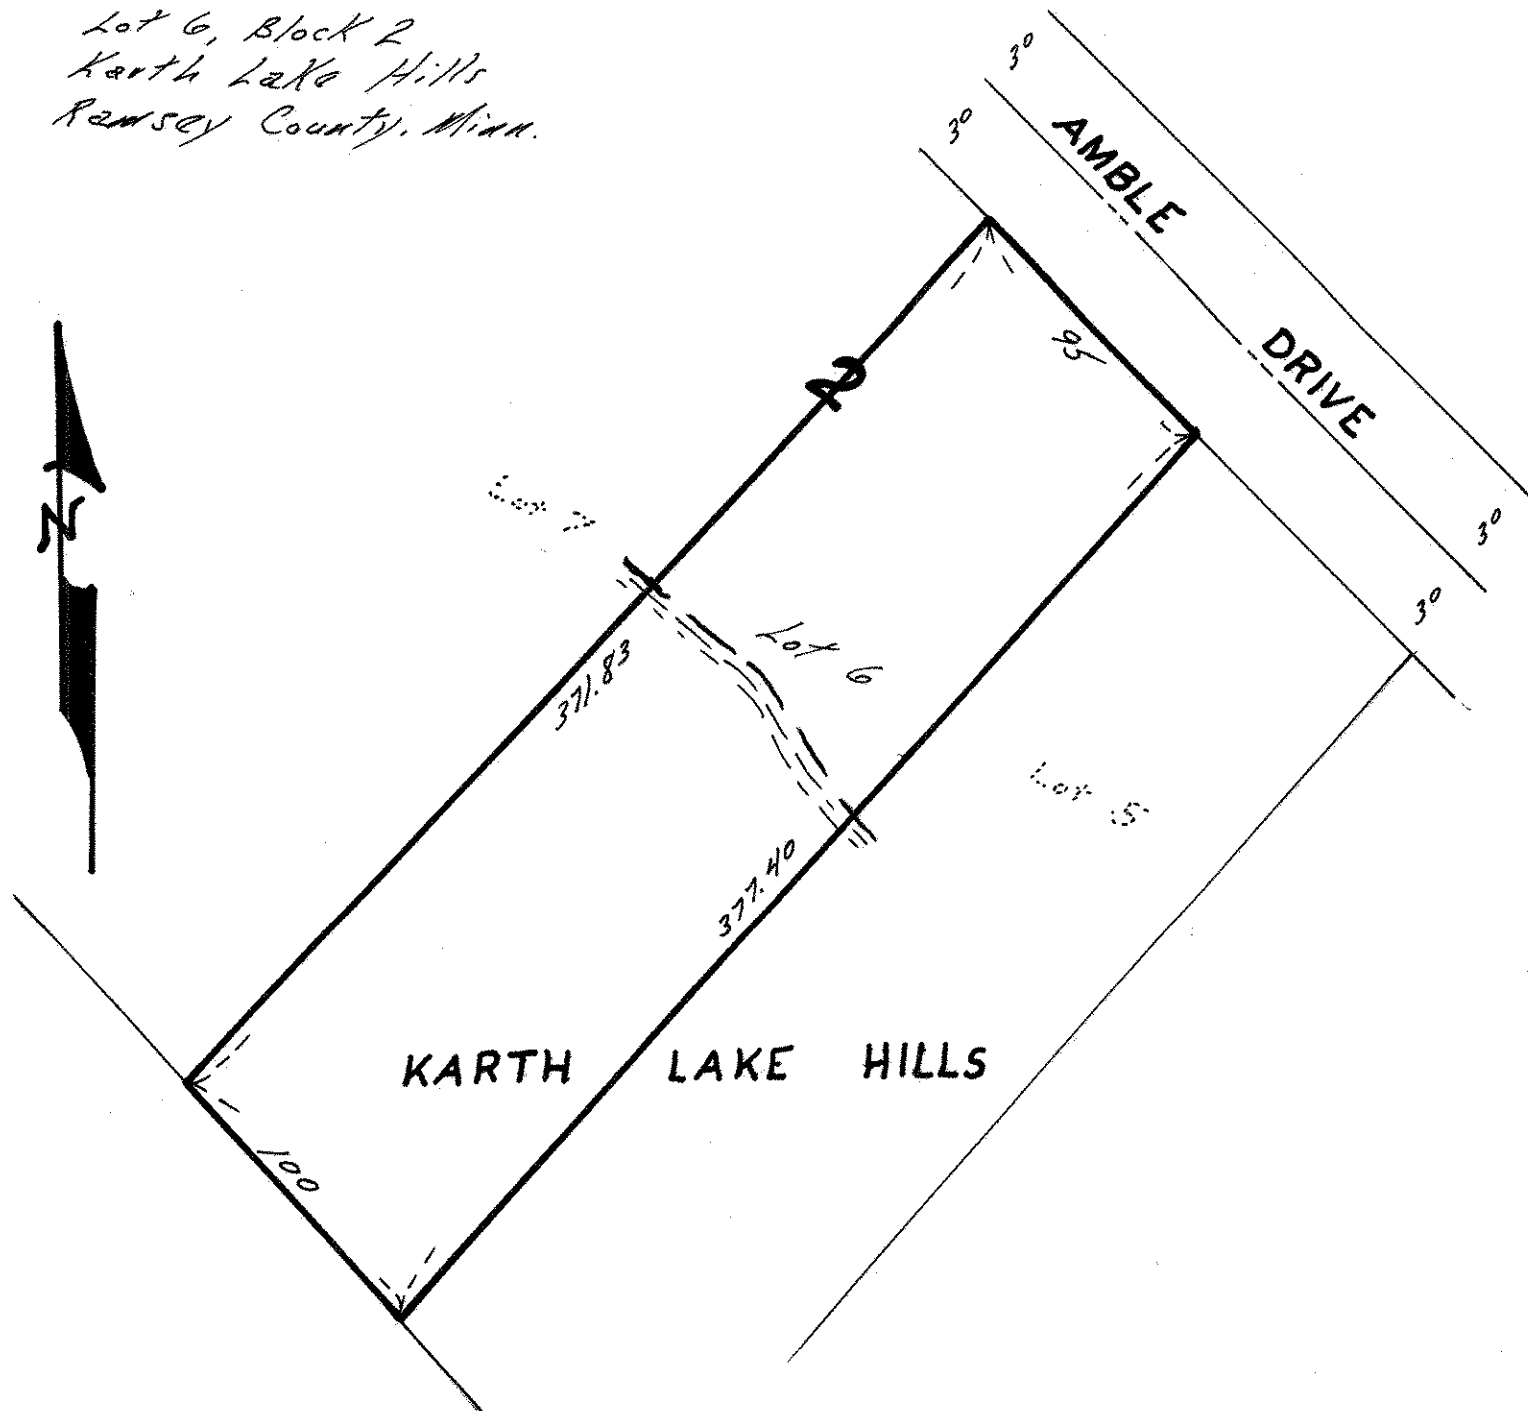 Lot 6, Block 2
Karth Lake Hills
Ramsey County, Minn.
30
30
AMBLE DRIVE
95
2
N
Lot 7
Lot 6
371.83
30
30
Lot 5
377.40
KARTH LAKE HILLS
100